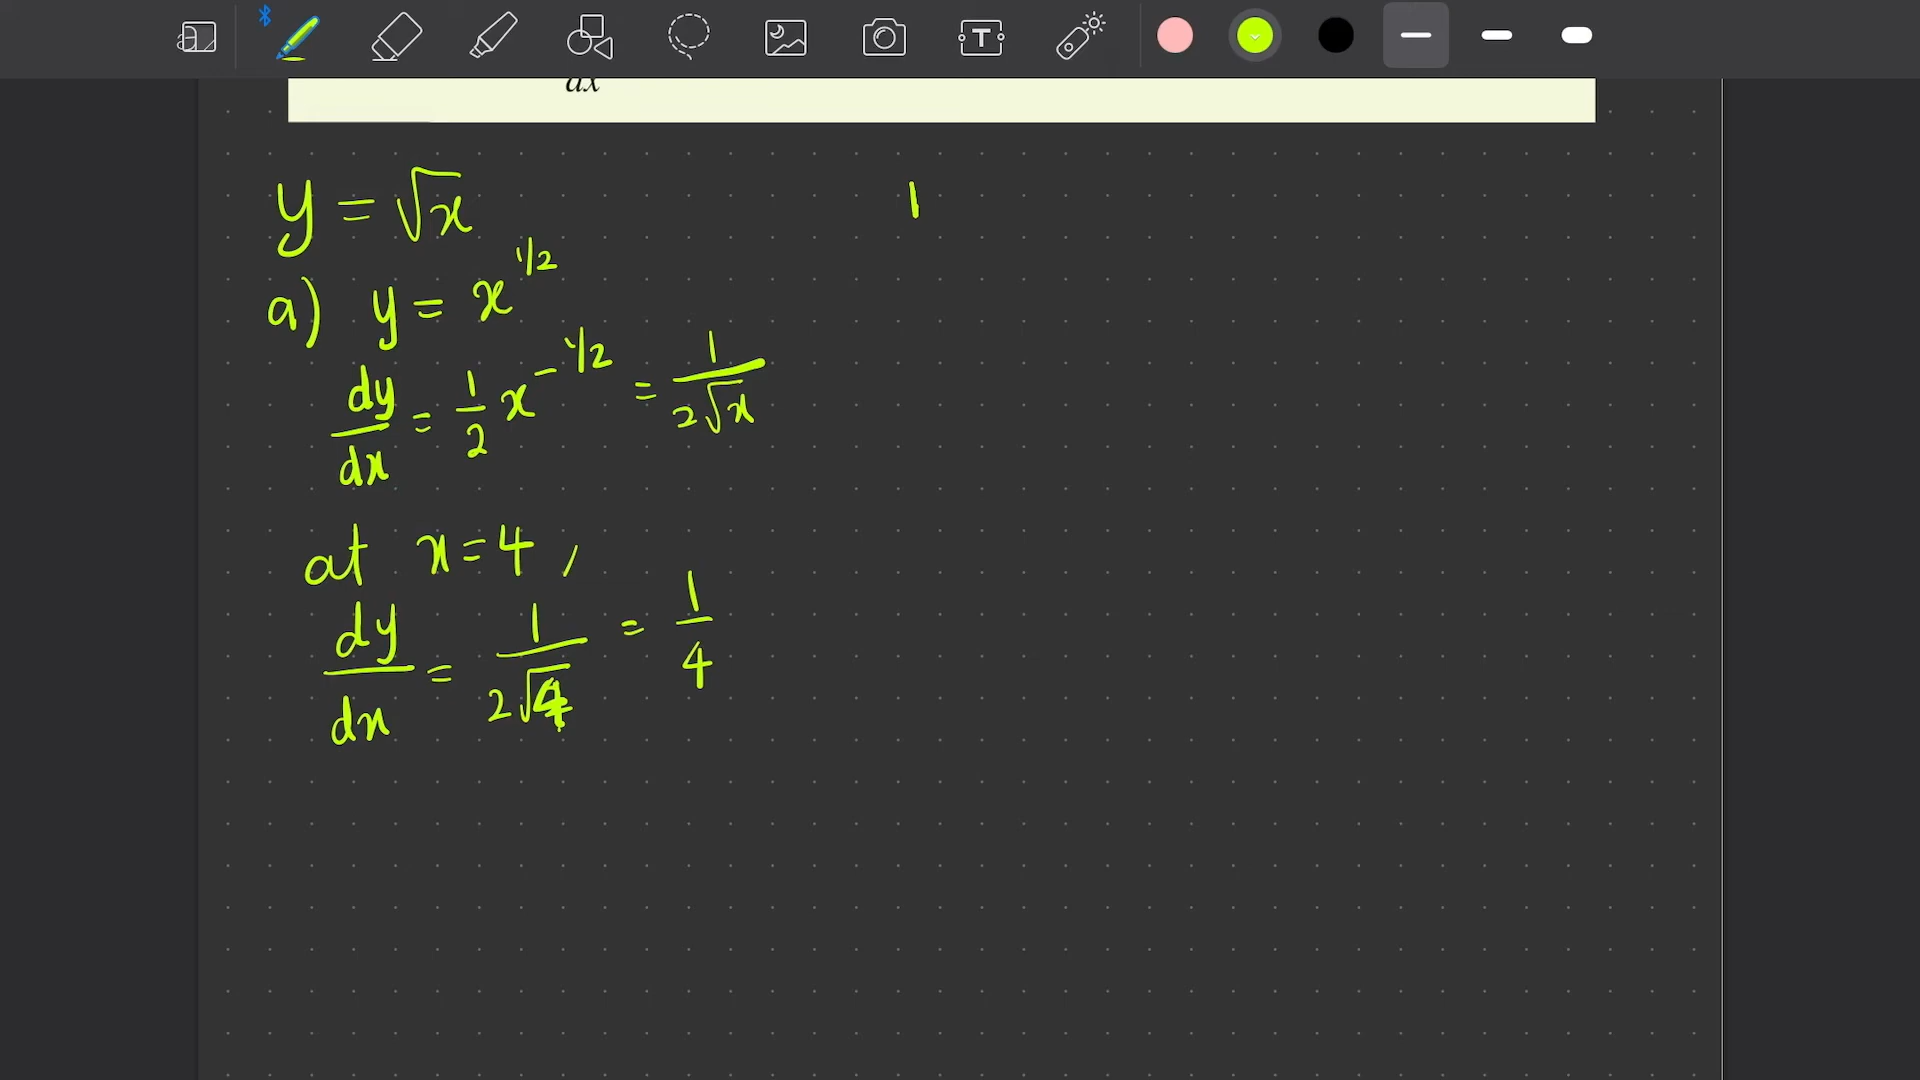 dx
y = √x
1
a) y = x^1/2
dy/dx = 1/2 x^-1/2 = 1/2√x
at x=4,
dy/dx = 1/2√4 = 1/4